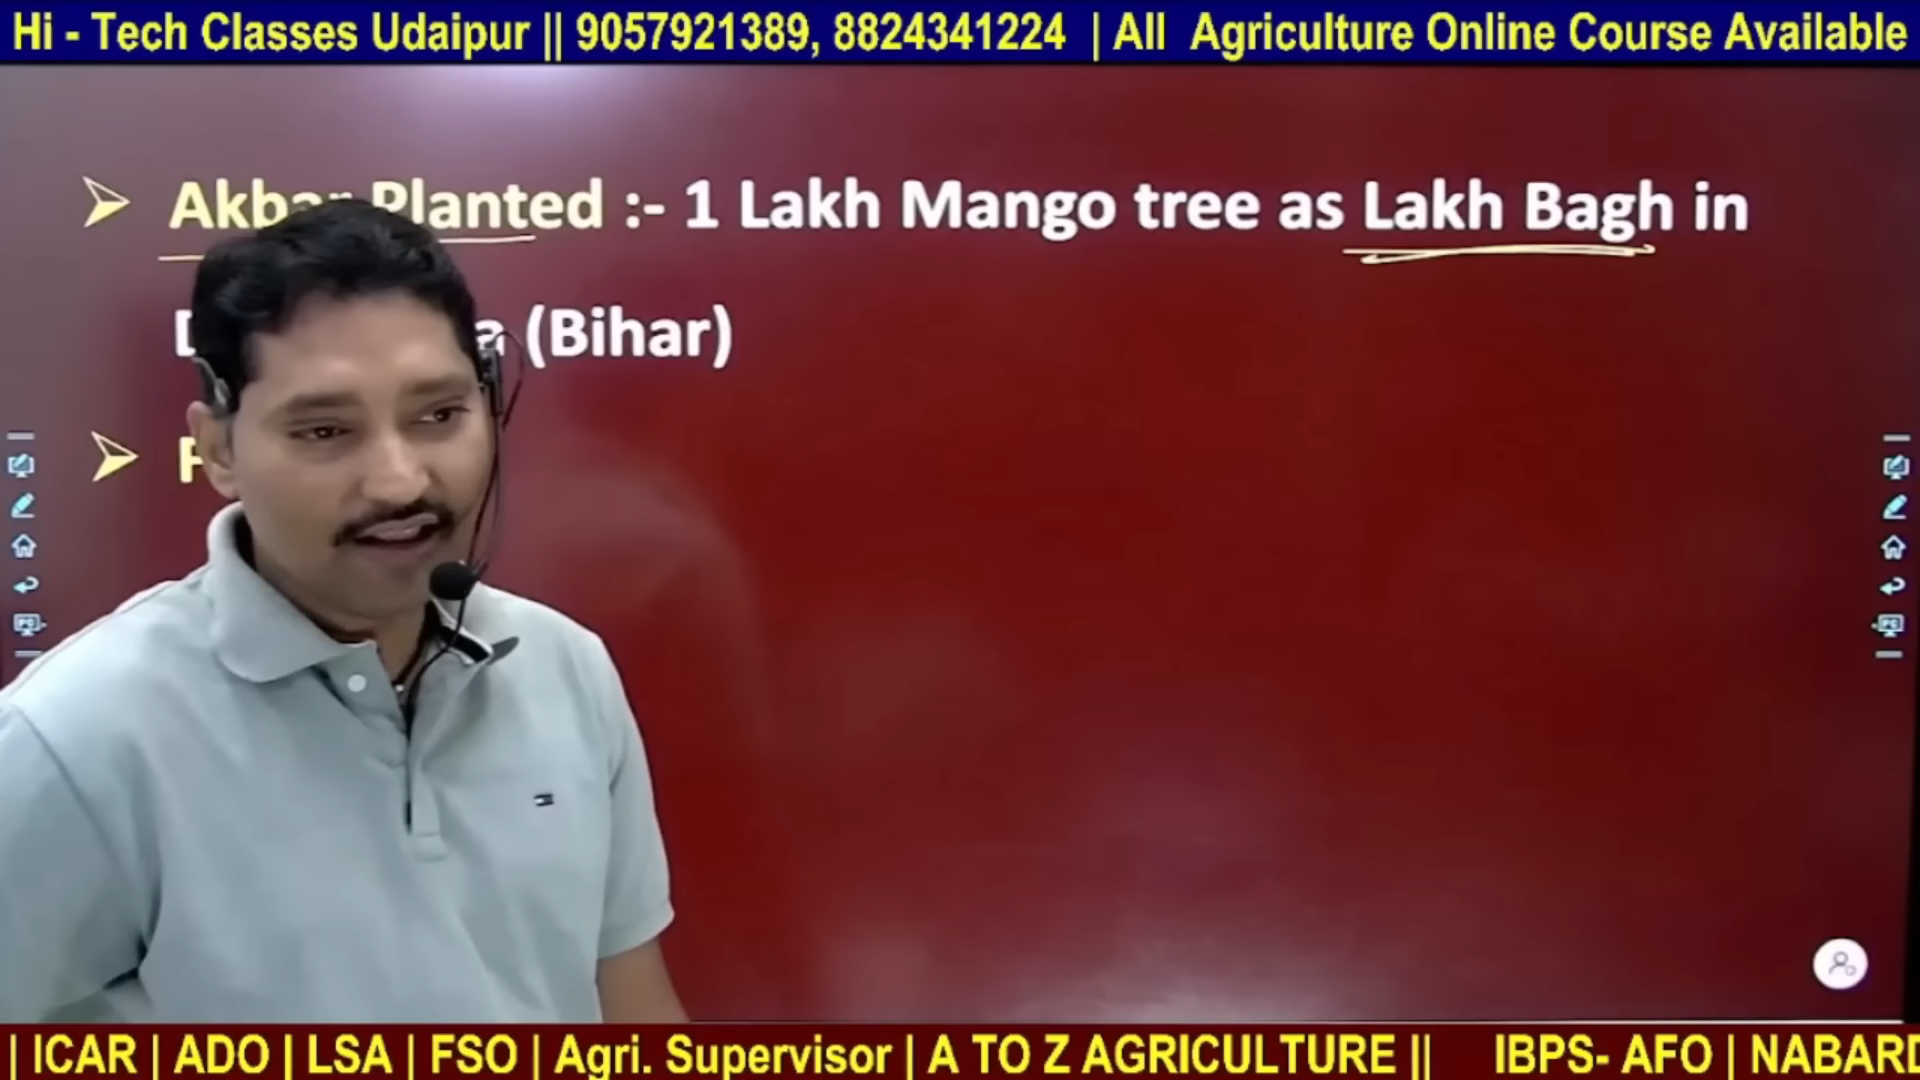 Hi - Tech Classes Udaipur || 9057921389, 8824341224 | All Agriculture Online Course Available
➢ Planted :- 1 Lakh Mango tree as Lakh Bagh in
(Bihar)
| ICAR | ADO | LSA | FSO | Agri. Supervisor | A TO Z AGRICULTURE || IBPS- AFO | NABARD